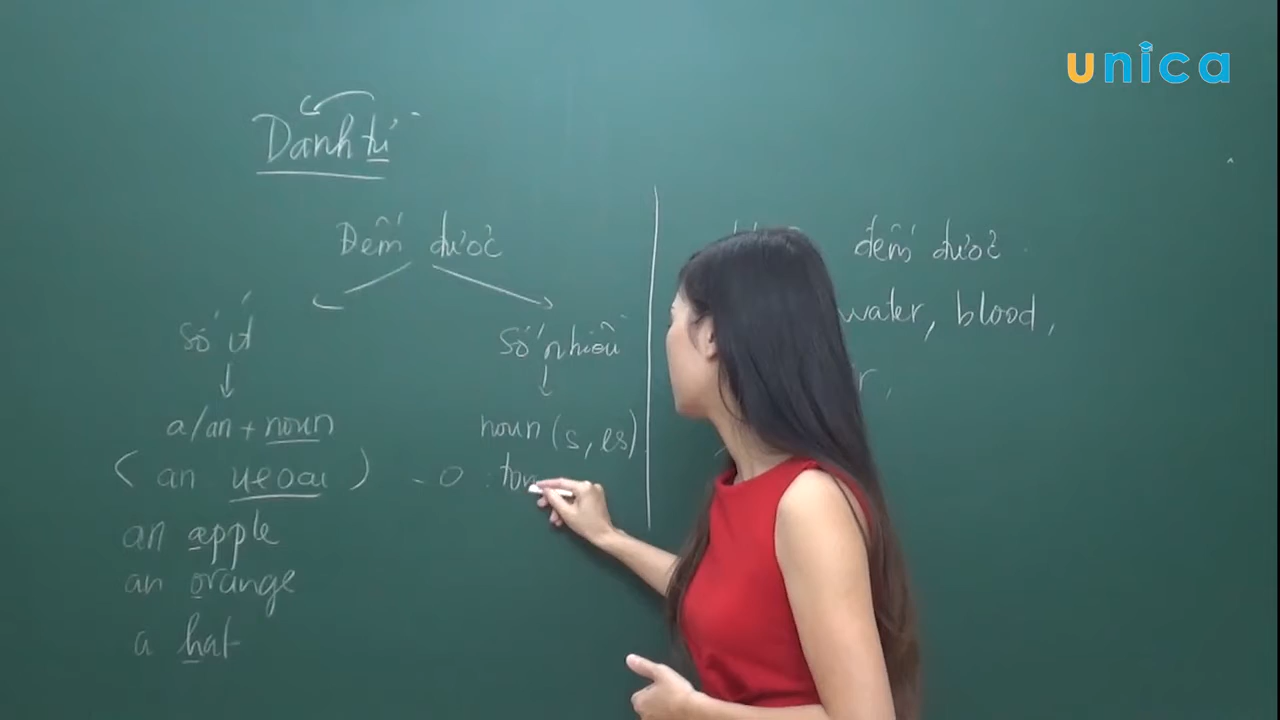 unica
Danh từ
Đếm được
Số ít
a/an + noun
(an ueoai)
an apple
an orange
a hat
Số nhiều
noun (s, es)
- o :
đếm được
water, blood,